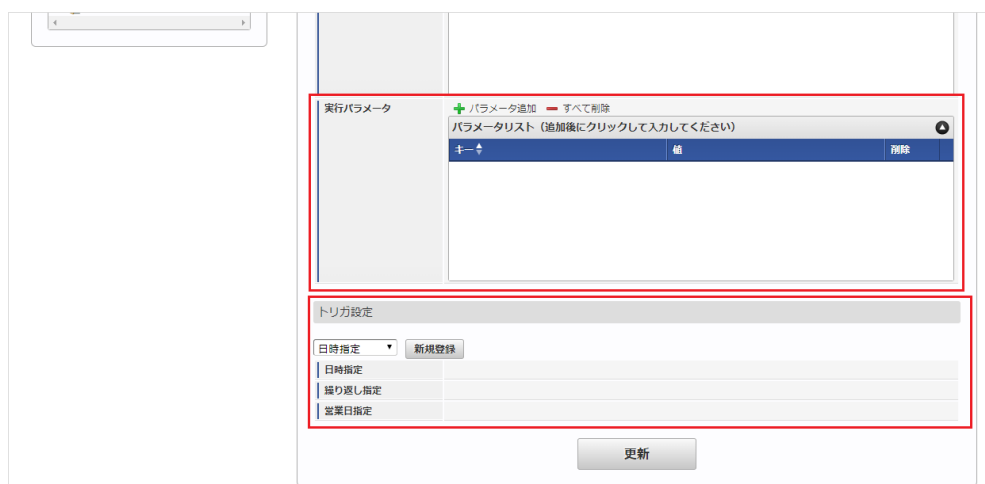 実行パラメータ
パラメータ追加 すべて削除
パラメータリスト（追加後にクリックして入力してください）
キー 値 削除
トリガ設定
日時指定 新規登録
日時指定
繰り返し指定
営業日指定
更新